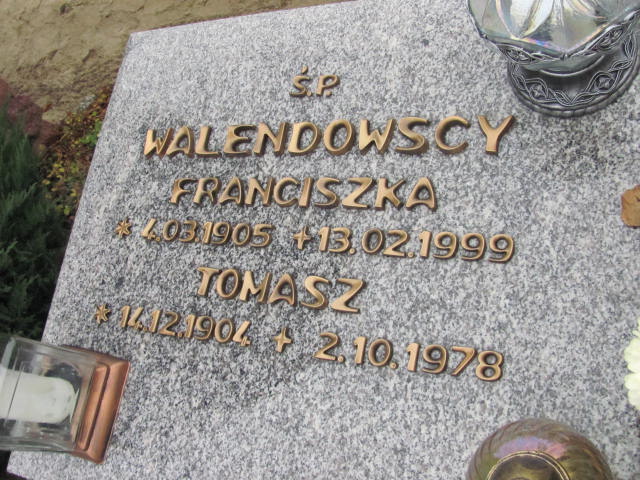 Ś.P.
WALENDOWSCY
FRANCISZKA
* 4.03.1905 +13.02.1999
TOMASZ
* 14.12.1904 + 2.10.1978